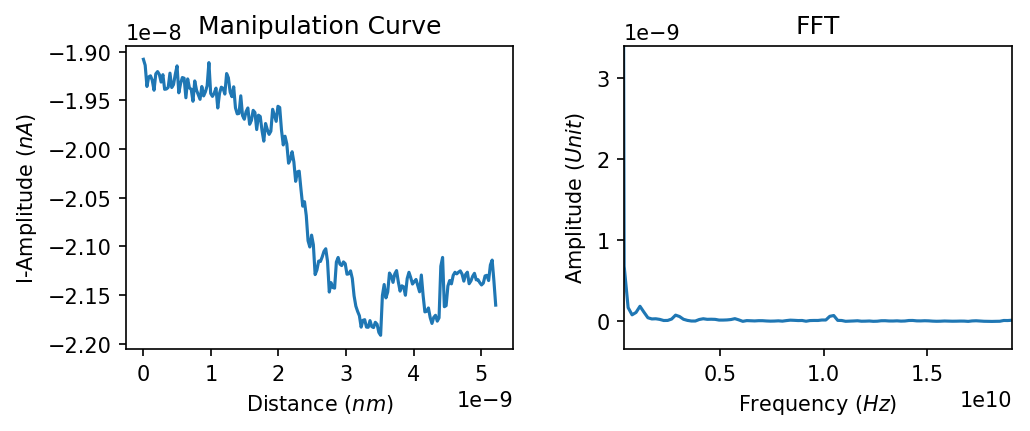 Manipulation Curve
1e−8
−1.90
−1.95
−2.00
−2.05
−2.10
−2.15
−2.20
I-Amplitude (nA)
0 1 2 3 4 5
Distance (nm)
1e−9
FFT
1e−9
3
2
1
0
Amplitude (Unit)
0.5 1.0 1.5
Frequency (Hz)
1e10